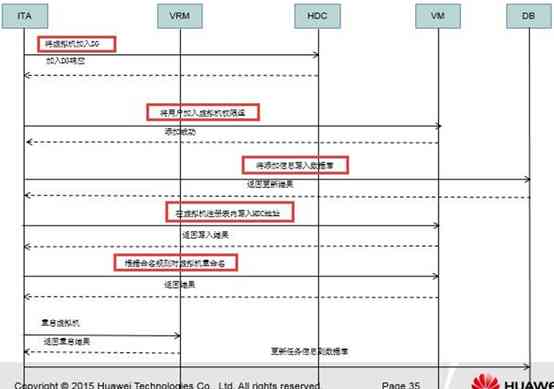 ITA VRM HDC VM DB
将虚拟机加入DG
加入DG响应
将用户加入虚拟机权限组
添加成功
将添加信息写入数据库
返回更新结果
在虚拟机注册表内写入HDC地址
返回写入结果
根据命名规则对虚拟机重命名
返回结果
重启虚拟机
返回重启结果
更新任务信息到数据库
Copyright © 2015 Huawei Technologies Co., Ltd. All rights reserved. Page 35 HUAWEI